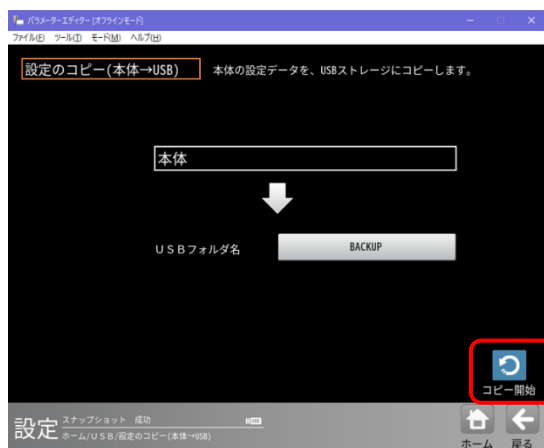 パラメーターエディター [オフラインモード]
ファイル(F) ツール(T) モード(M) ヘルプ(H)
設定のコピー(本体→USB) 本体の設定データを、USBストレージにコピーします。
本体
USBフォルダ名 BACKUP
コピー開始
設定 スナップショット 成功
ホーム/USB/設定のコピー(本体→USB)
ホーム 戻る